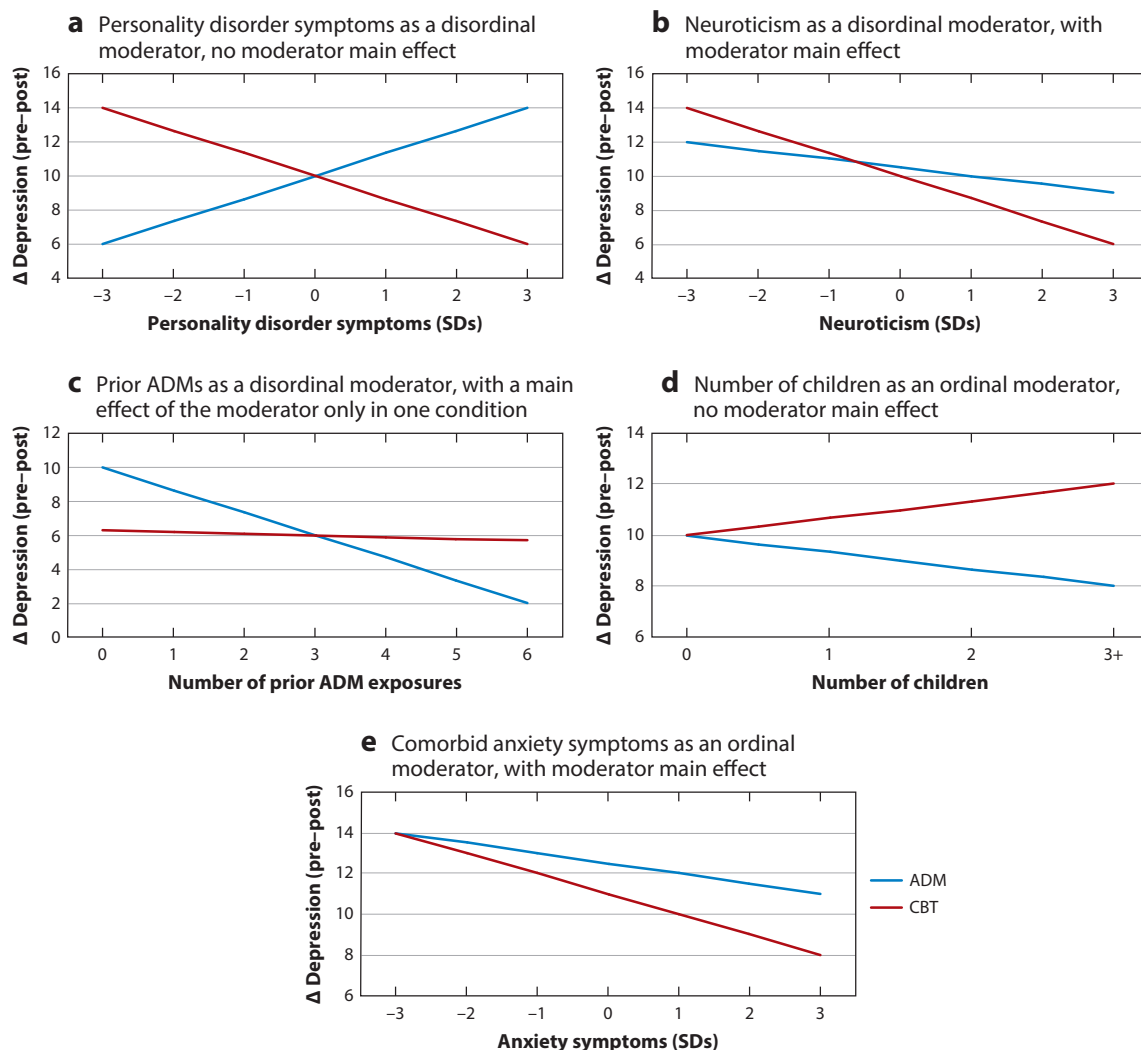 a Personality disorder symptoms as a disordinal
moderator, no moderator main effect
Δ Depression (pre–post)
16
14
12
10
8
6
4
–3 –2 –1 0 1 2 3
Personality disorder symptoms (SDs)
b Neuroticism as a disordinal moderator, with
moderator main effect
Δ Depression (pre–post)
16
14
12
10
8
6
4
–3 –2 –1 0 1 2 3
Neuroticism (SDs)
c Prior ADMs as a disordinal moderator, with a main
effect of the moderator only in one condition
Δ Depression (pre–post)
12
10
8
6
4
2
0
0 1 2 3 4 5 6
Number of prior ADM exposures
d Number of children as an ordinal moderator,
no moderator main effect
Δ Depression (pre–post)
14
12
10
8
6
0 1 2 3+
Number of children
e Comorbid anxiety symptoms as an ordinal
moderator, with moderator main effect
Δ Depression (pre–post)
16
14
12
10
8
6
–3 –2 –1 0 1 2 3
Anxiety symptoms (SDs)
ADM
CBT